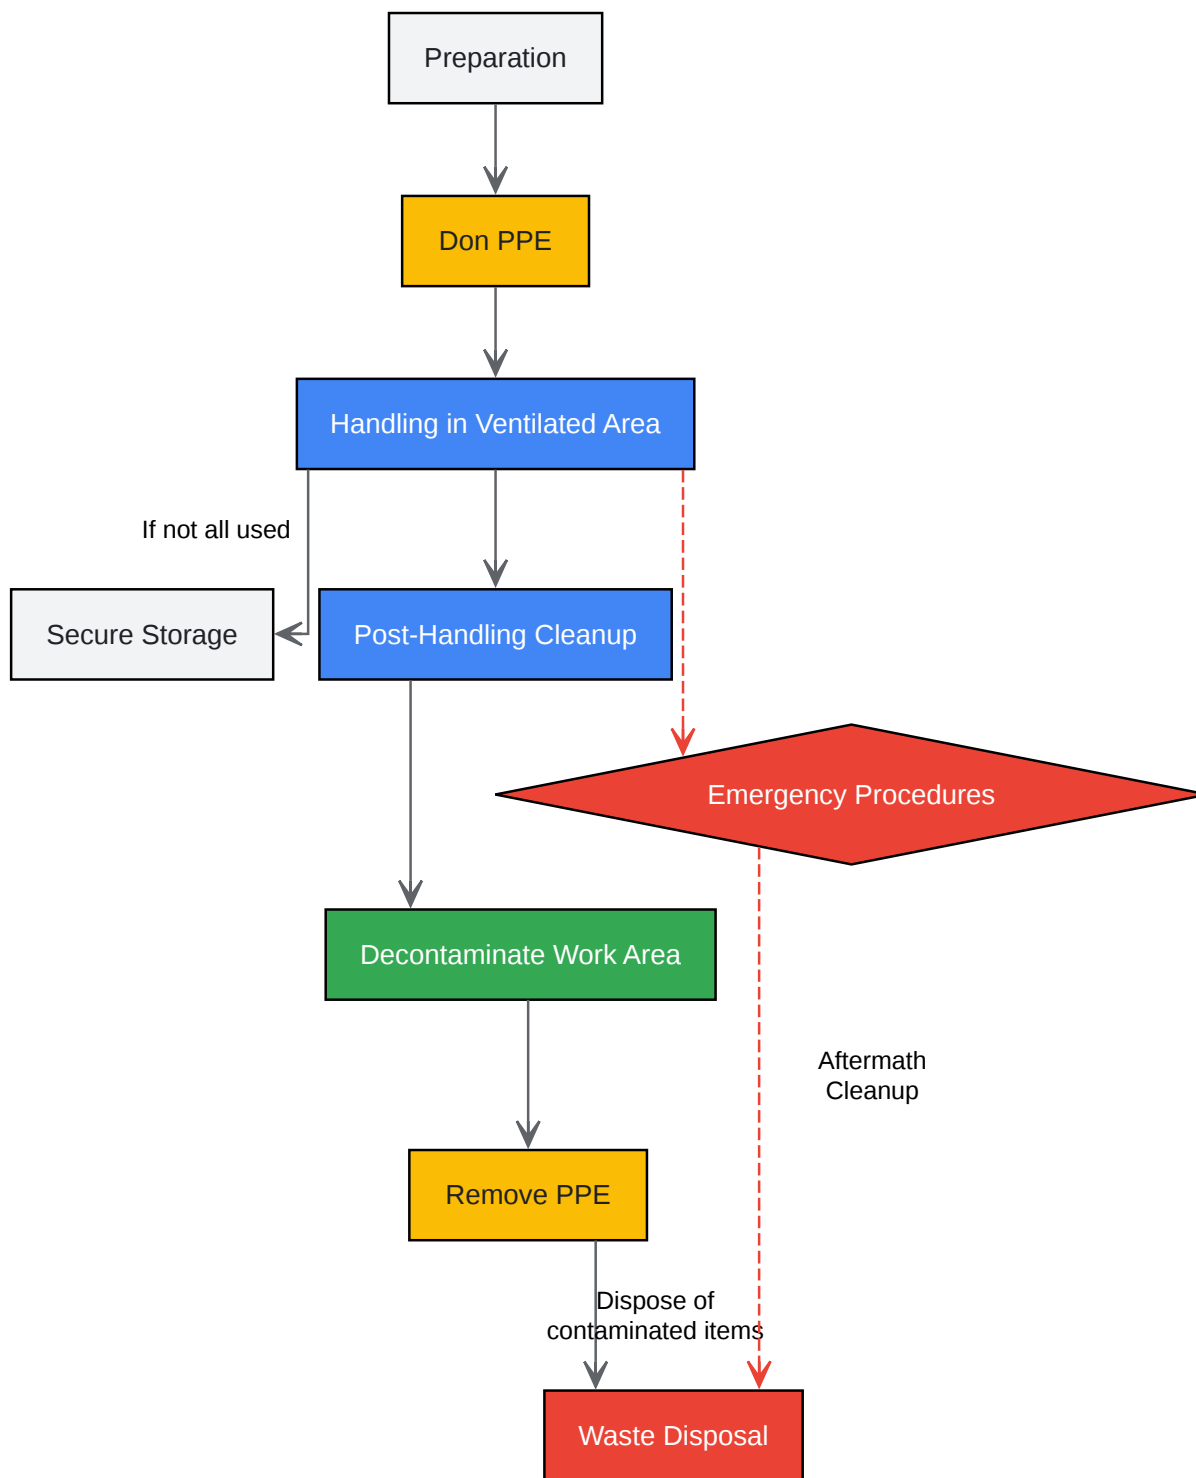 Preparation
Don PPE
Handling in Ventilated Area
If not all used
Secure Storage
Post-Handling Cleanup
Emergency Procedures
Decontaminate Work Area
Aftermath
Cleanup
Remove PPE
Dispose of
contaminated items
Waste Disposal